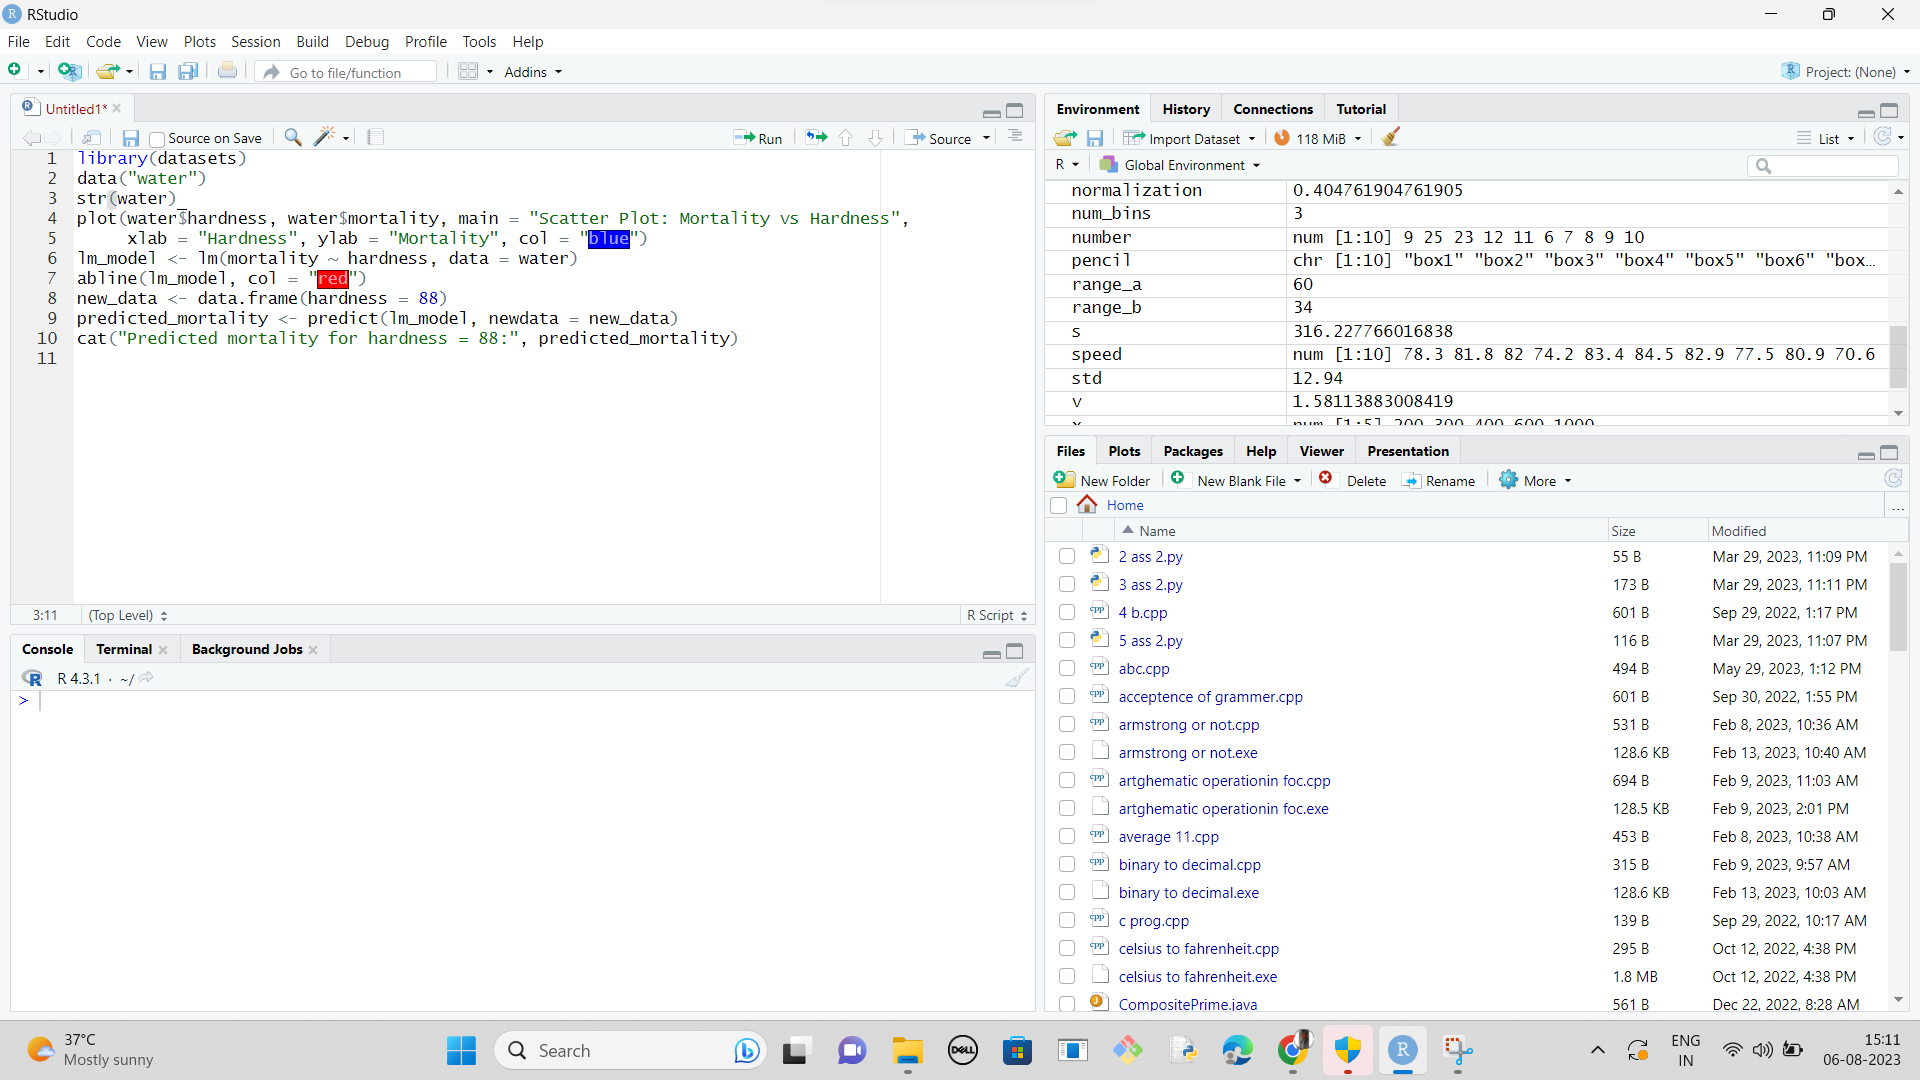 RStudio
File Edit Code View Plots Session Build Debug Profile Tools Help
Go to file/function Addins Project: (None)
Untitled1*
Source on Save Run Source
1 library(datasets)
2 data("water")
3 str(water)_
4 plot(water$hardness, water$mortality, main = "Scatter Plot: Mortality vs Hardness",
5 xlab = "Hardness", ylab = "Mortality", col = "blue")
6 lm_model <- lm(mortality ~ hardness, data = water)
7 abline(lm_model, col = "red")
8 new_data <- data.frame(hardness = 88)
9 predicted_mortality <- predict(lm_model, newdata = new_data)
10 cat("Predicted mortality for hardness = 88:", predicted_mortality)
11
3:11 (Top Level) R Script
Console Terminal Background Jobs
R 4.3.1 · ~/
>
Environment History Connections Tutorial
Import Dataset 118 MiB List
R Global Environment
normalization 0.404761904761905
num_bins 3
number num [1:10] 9 25 23 12 11 6 7 8 9 10
pencil chr [1:10] "box1" "box2" "box3" "box4" "box5" "box6" "box…
range_a 60
range_b 34
s 316.227766016838
speed num [1:10] 78.3 81.8 82 74.2 83.4 84.5 82.9 77.5 80.9 70.6
std 12.94
v 1.58113883008419
x num [1:5] 200 300 400 600 1000
Files Plots Packages Help Viewer Presentation
New Folder New Blank File Delete Rename More
Home ...
Name Size Modified
2 ass 2.py 55 B Mar 29, 2023, 11:09 PM
3 ass 2.py 173 B Mar 29, 2023, 11:11 PM
4 b.cpp 601 B Sep 29, 2022, 1:17 PM
5 ass 2.py 116 B Mar 29, 2023, 11:07 PM
abc.cpp 494 B May 29, 2023, 1:12 PM
acceptence of grammer.cpp 601 B Sep 30, 2022, 1:55 PM
armstrong or not.cpp 531 B Feb 8, 2023, 10:36 AM
armstrong or not.exe 128.6 KB Feb 13, 2023, 10:40 AM
artghematic operationin foc.cpp 694 B Feb 9, 2023, 11:03 AM
artghematic operationin foc.exe 128.5 KB Feb 9, 2023, 2:01 PM
average 11.cpp 453 B Feb 8, 2023, 10:38 AM
binary to decimal.cpp 315 B Feb 9, 2023, 9:57 AM
binary to decimal.exe 128.6 KB Feb 13, 2023, 10:03 AM
c prog.cpp 139 B Sep 29, 2022, 10:17 AM
celsius to fahrenheit.cpp 295 B Oct 12, 2022, 4:38 PM
celsius to fahrenheit.exe 1.8 MB Oct 12, 2022, 4:38 PM
CompositePrime.java 561 B Dec 22, 2022, 8:28 AM
37°C
Mostly sunny
Search
DELL
ENG
IN
15:11
06-08-2023